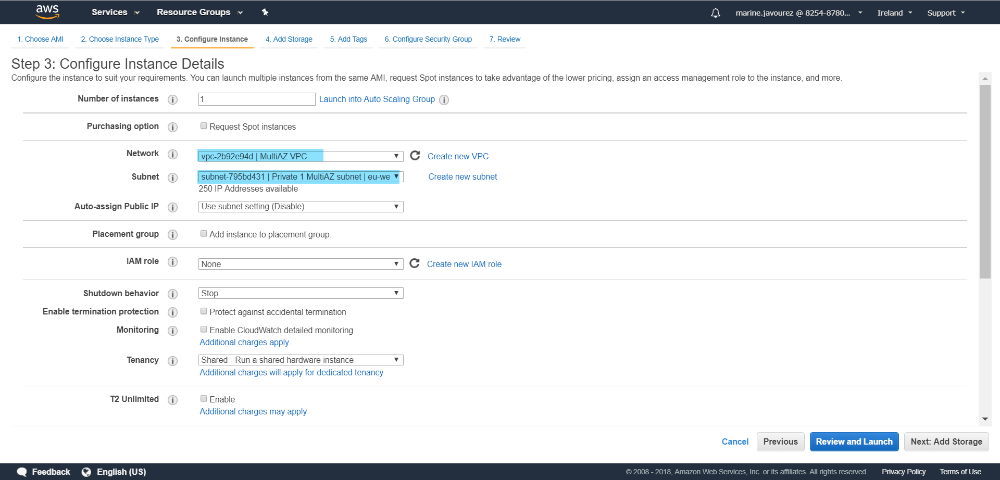 aws Services Resource Groups marine.javourez @ 8254-8780... Ireland Support
1. Choose AMI 2. Choose Instance Type 3. Configure Instance 4. Add Storage 5. Add Tags 6. Configure Security Group 7. Review
Step 3: Configure Instance Details
Configure the instance to suit your requirements. You can launch multiple instances from the same AMI, request Spot instances to take advantage of the lower pricing, assign an access management role to the instance, and more.
Number of instances 1 Launch into Auto Scaling Group
Purchasing option Request Spot instances
Network vpc-2b92e94d | MultiAZ VPC Create new VPC
Subnet subnet-795bd431 | Private 1 MultiAZ subnet | eu-we Create new subnet
250 IP Addresses available
Auto-assign Public IP Use subnet setting (Disable)
Placement group Add instance to placement group.
IAM role None Create new IAM role
Shutdown behavior Stop
Enable termination protection Protect against accidental termination
Monitoring Enable CloudWatch detailed monitoring
Additional charges apply.
Tenancy Shared - Run a shared hardware instance
Additional charges will apply for dedicated tenancy.
T2 Unlimited Enable
Additional charges may apply
Cancel Previous Review and Launch Next: Add Storage
Feedback English (US) © 2008 - 2018, Amazon Web Services, Inc. or its affiliates. All rights reserved. Privacy Policy Terms of Use